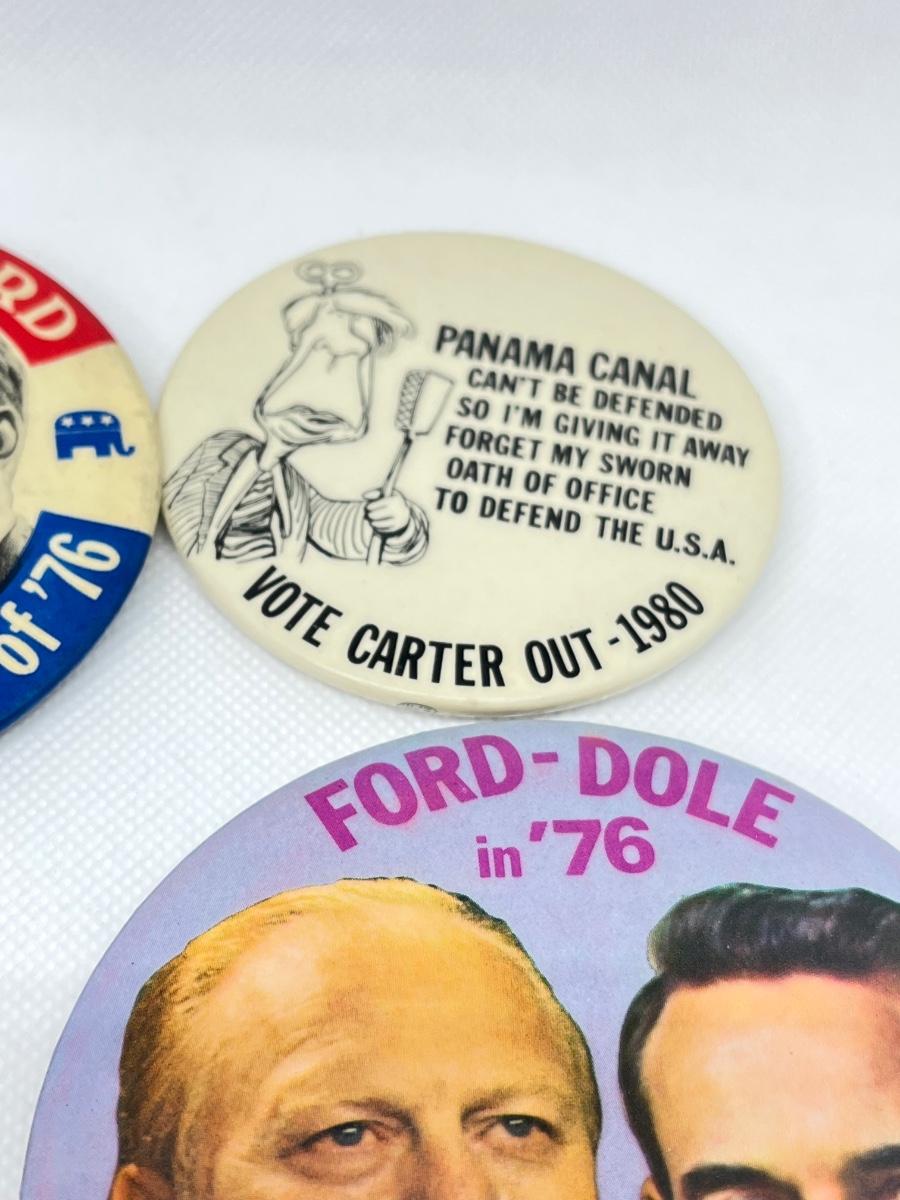 RD
of '76
PANAMA CANAL
CAN'T BE DEFENDED
SO I'M GIVING IT AWAY
FORGET MY SWORN
OATH OF OFFICE
TO DEFEND THE U.S.A.
VOTE CARTER OUT - 1980
FORD - DOLE
in '76